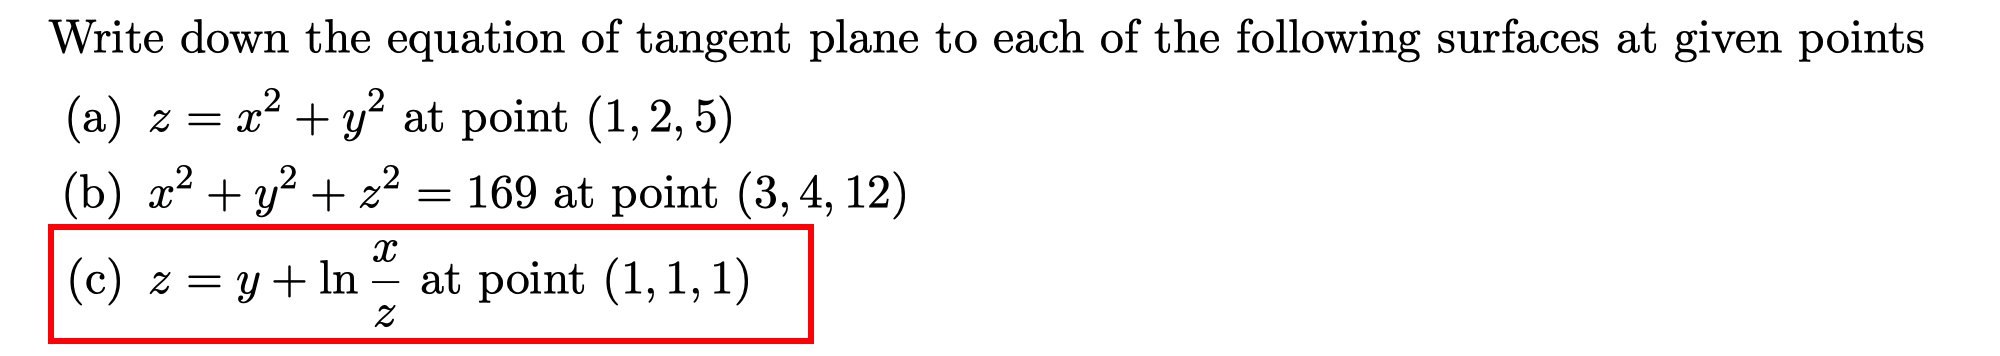 Write down the equation of tangent plane to each of the following surfaces at given points
(a) z = x² + y² at point (1, 2, 5)
(b) x² + y² + z² = 169 at point (3, 4, 12)
(c) z = y + ln x/z at point (1, 1, 1)